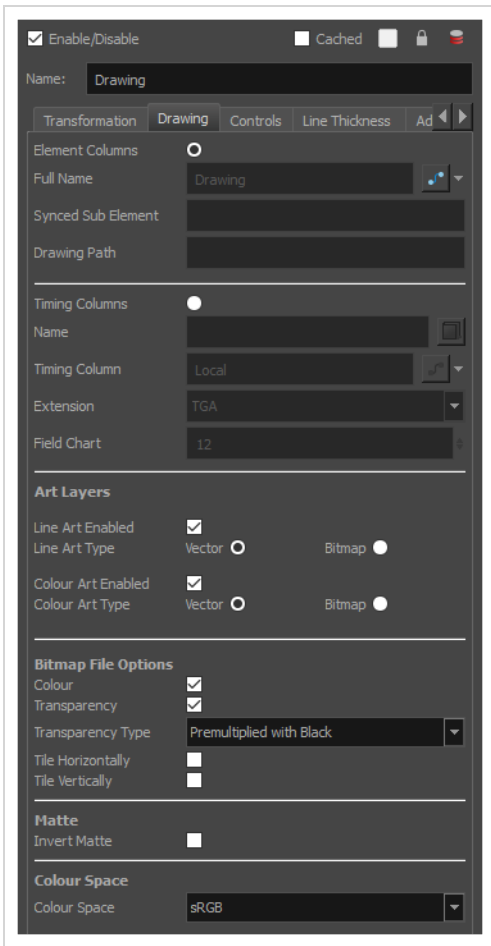 Enable/Disable Cached
Name: Drawing
Transformation Drawing Controls Line Thickness Ad
Element Columns
Full Name Drawing
Synced Sub Element
Drawing Path
Timing Columns
Name
Timing Column Local
Extension TGA
Field Chart 12
Art Layers
Line Art Enabled
Line Art Type Vector Bitmap
Colour Art Enabled
Colour Art Type Vector Bitmap
Bitmap File Options
Colour
Transparency
Transparency Type Premultiplied with Black
Tile Horizontally
Tile Vertically
Matte
Invert Matte
Colour Space
Colour Space sRGB